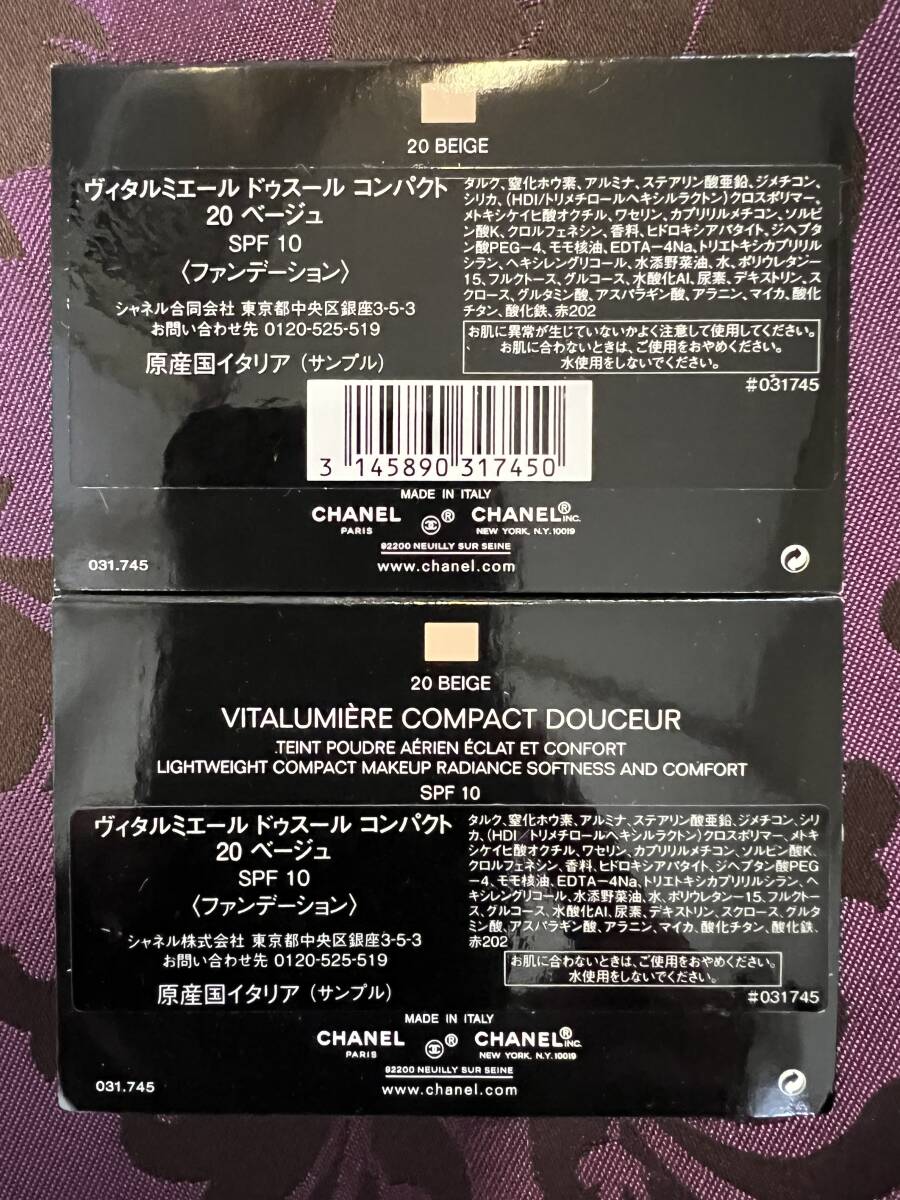 20 BEIGE
ヴィタルミエール ドゥスール コンパクト
20 ベージュ
SPF 10
〈ファンデーション〉
シャネル合同会社 東京都中央区銀座3-5-3
お問い合わせ先 0120-525-519
原産国イタリア（サンプル）
タルク、窒化ホウ素、アルミナ、ステアリン酸亜鉛、ジメチコン、
シリカ、(HDI/トリメチロールヘキシルラクトン)クロスポリマー、
メトキシケイヒ酸オクチル、ワセリン、カプリリルメチコン、ソルビ
ン酸K、クロルフェネシン、香料、ヒドロキシアパタイト、ジヘプタ
ン酸PEG-4、モモ核油、EDTA-4Na、トリエトキシカプリリル
シラン、ヘキシレングリコール、水添野菜油、水、ポリウレタン-
15、フルクトース、グルコース、水酸化Al、尿素、デキストリン、ス
クロース、グルタミン酸、アスパラギン酸、アラニン、マイカ、酸化
チタン、酸化鉄、赤202
お肌に異常が生じていないかよく注意して使用してください。
お肌に合わないときは、ご使用をおやめください。
水使用をしないでください。
#031745
3 145890 317450
MADE IN ITALY
CHANEL ® CHANEL® INC.
PARIS NEW YORK, N.Y. 10019
92200 NEUILLY SUR SEINE
031.745
www.chanel.com
20 BEIGE
VITALUMIÈRE COMPACT DOUCEUR
TEINT POUDRE AÉRIEN ÉCLAT ET CONFORT
LIGHTWEIGHT COMPACT MAKEUP RADIANCE SOFTNESS AND COMFORT
SPF 10
ヴィタルミエール ドゥスール コンパクト
20 ベージュ
SPF 10
〈ファンデーション〉
シャネル株式会社 東京都中央区銀座3-5-3
お問い合わせ先 0120-525-519
原産国イタリア（サンプル）
タルク、窒化ホウ素、アルミナ、ステアリン酸亜鉛、ジメチコン、シリ
カ、(HDI/トリメチロールヘキシルラクトン)クロスポリマー、メトキ
シケイヒ酸オクチル、ワセリン、カプリリルメチコン、ソルビン酸K、
クロルフェネシン、香料、ヒドロキシアパタイト、ジヘプタン酸PEG
-4、モモ核油、EDTA-4Na、トリエトキシカプリリルシラン、ヘ
キシレングリコール、水添野菜油、水、ポリウレタン-15、フルクトー
ス、グルコース、水酸化Al、尿素、デキストリン、スクロース、グルタ
ミン酸、アスパラギン酸、アラニン、マイカ、酸化チタン、酸化鉄、
赤202
お肌に合わないときは、ご使用をおやめください。
水使用をしないでください。
#031745
MADE IN ITALY
CHANEL ® CHANEL® INC.
PARIS NEW YORK, N.Y. 10019
92200 NEUILLY SUR SEINE
031.745
www.chanel.com